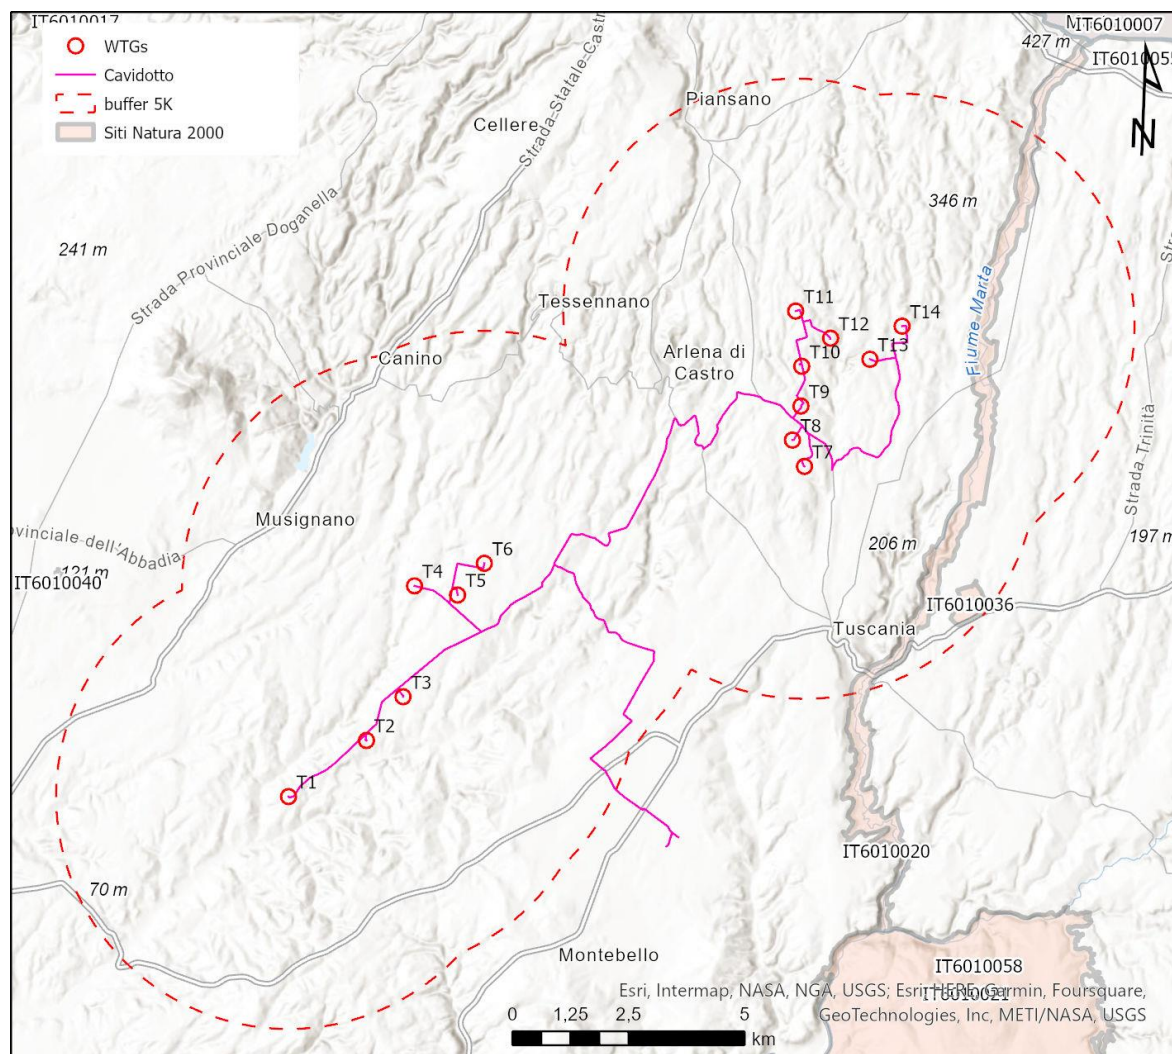 IT6010017
WTGs
Cavidotto
buffer 5K
Siti Natura 2000
IT6010007
427 m
IT6010055
N
Piansano
Cellere
Strada-Statale-Castr
346 m
241 m
Strada-Provinciale Doganella
Tessennano
T11
T14
T12
Canino
Arlena di
Castro
T10
T13
Fiume Marta
T9
T8
T7
Strada Trinità
Musignano
197 m
206 m
ovinciale dell'Abbadia
T6
121 m
IT6010040
T4
T5
IT6010036
Tuscania
T3
T2
T1
IT6010020
70 m
Montebello
IT6010058
IT6010021
Esri, Intermap, NASA, NGA, USGS; Esri, HERE, Garmin, Foursquare,
GeoTechnologies, Inc, METI/NASA, USGS
0 1,25 2,5 5
km